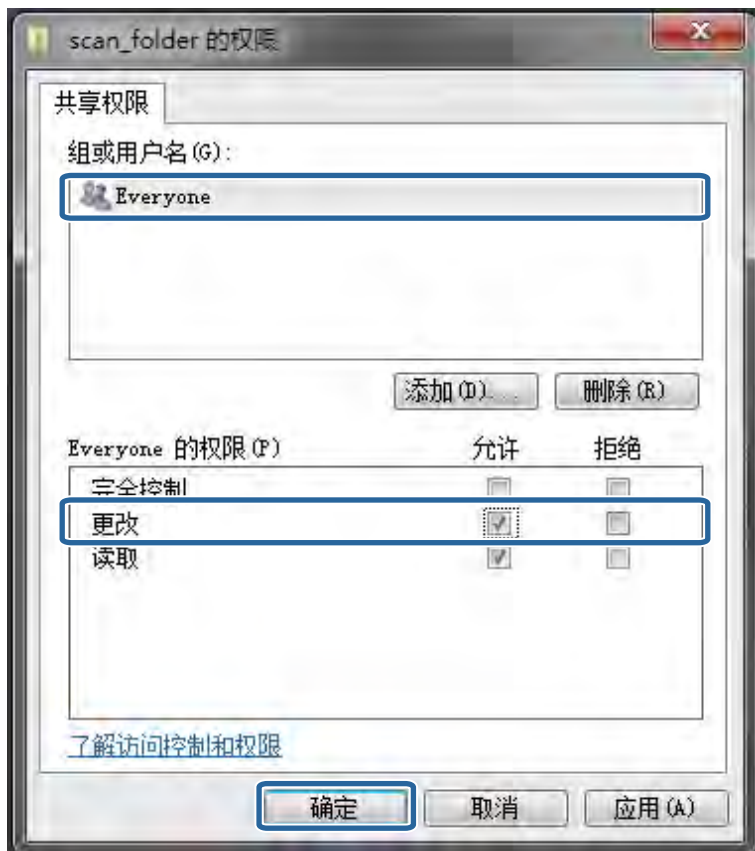 scan_folder 的权限
共享权限
组或用户名(G):
Everyone
添加(D)...
删除(R)
Everyone 的权限(P) 允许 拒绝
完全控制
更改
读取
了解访问控制和权限
确定 取消 应用(A)